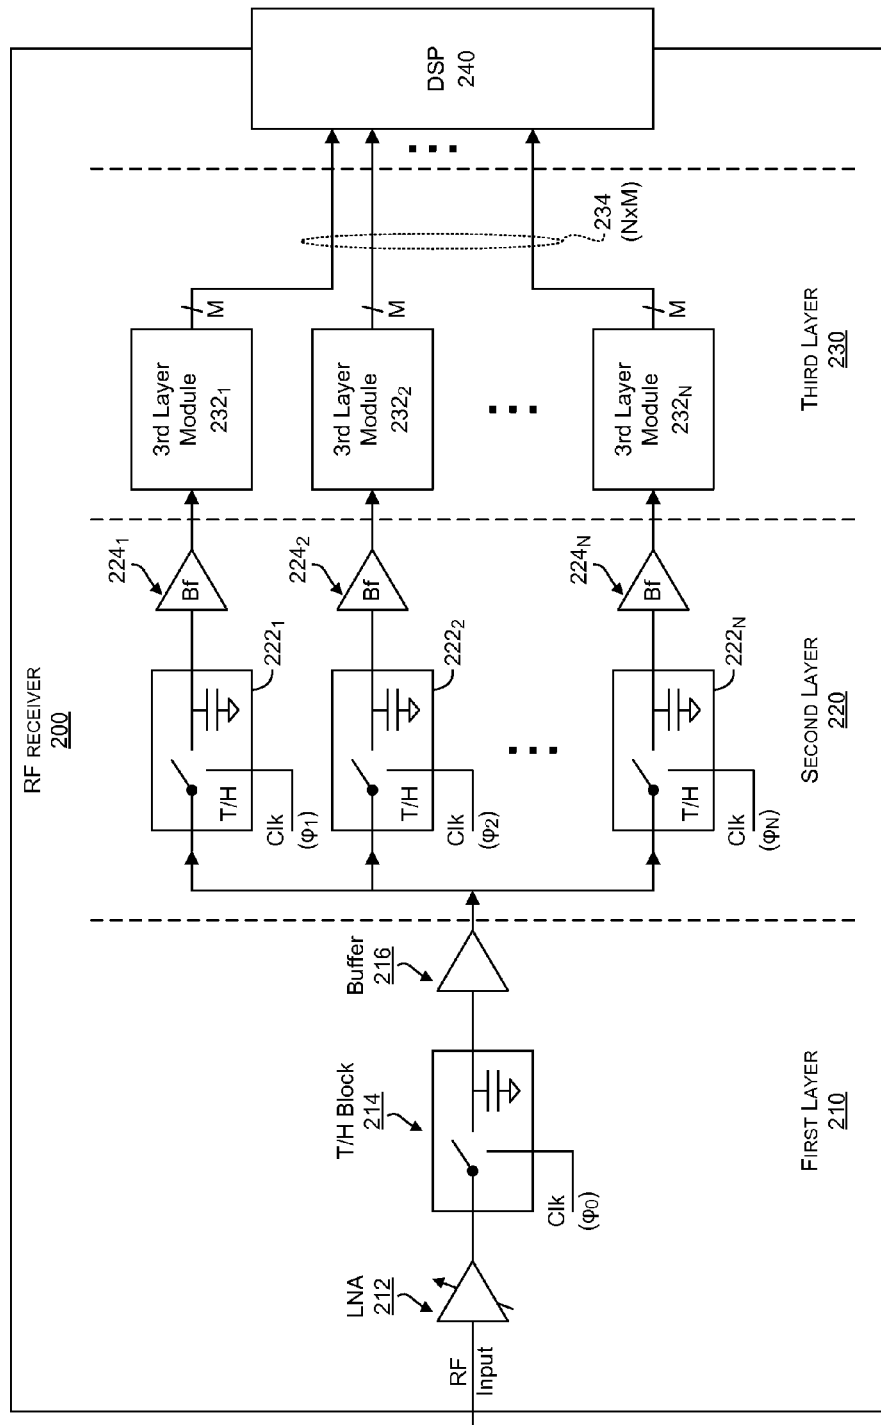 RF RECEIVER
200
RF
Input
LNA
212
T/H Block
214
Clk
(φ0)
Buffer
216
FIRST LAYER
210
T/H
Clk
(φ1)
222₁
224₁
Bf
T/H
Clk
(φ2)
222₂
224₂
Bf
T/H
Clk
(φN)
222N
224N
Bf
SECOND LAYER
220
3rd Layer
Module
232₁
M
3rd Layer
Module
232₂
M
3rd Layer
Module
232N
M
234
(NxM)
THIRD LAYER
230
DSP
240